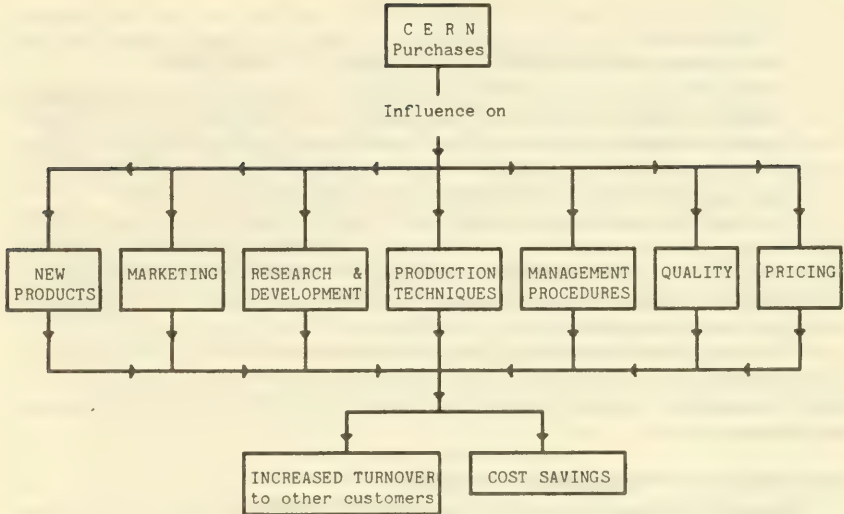 C E R N
Purchases
Influence on
NEW
PRODUCTS
MARKETING
RESEARCH &
DEVELOPMENT
PRODUCTION
TECHNIQUES
MANAGEMENT
PROCEDURES
QUALITY
PRICING
INCREASED TURNOVER
to other customers
COST SAVINGS